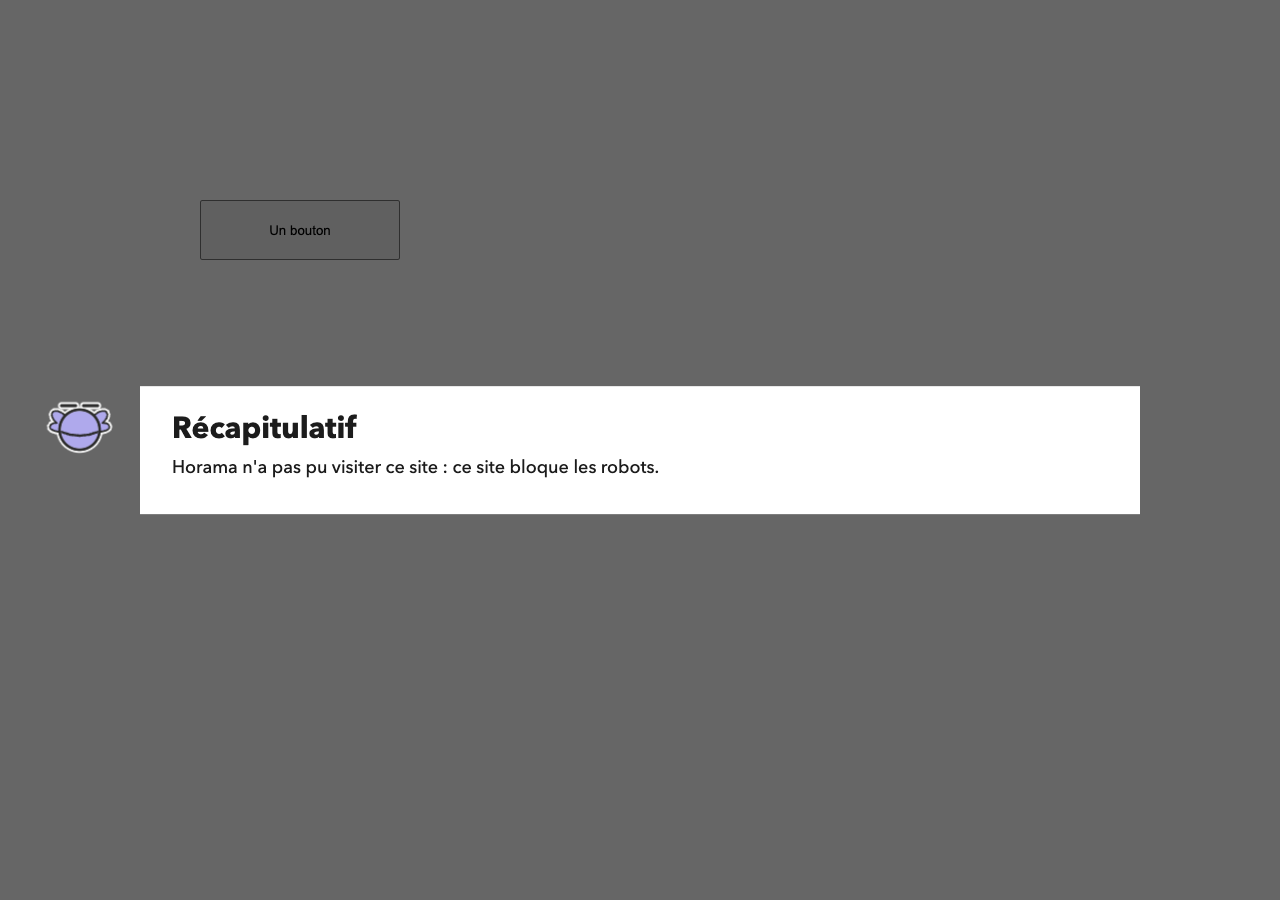 Un bouton
Récapitulatif
Horama n'a pas pu visiter ce site : ce site bloque les robots.